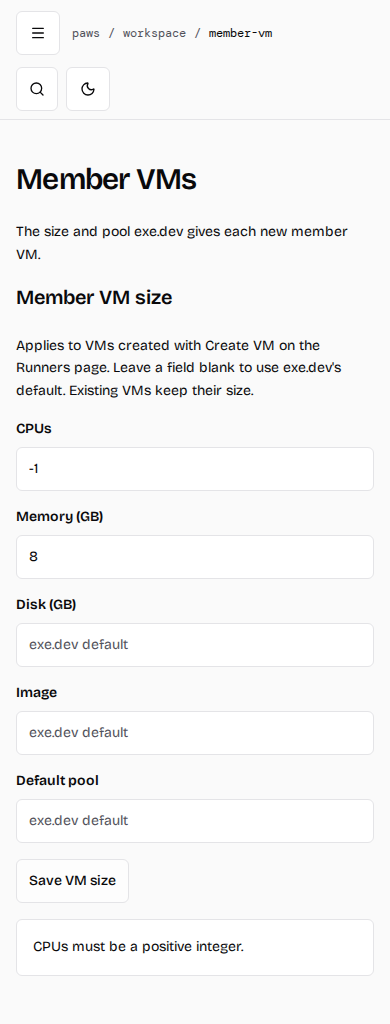 paws / workspace / member-vm
Member VMs
The size and pool exe.dev gives each new member
VM.
Member VM size
Applies to VMs created with Create VM on the
Runners page. Leave a field blank to use exe.dev's
default. Existing VMs keep their size.
CPUs
-1
Memory (GB)
8
Disk (GB)
exe.dev default
Image
exe.dev default
Default pool
exe.dev default
Save VM size
CPUs must be a positive integer.